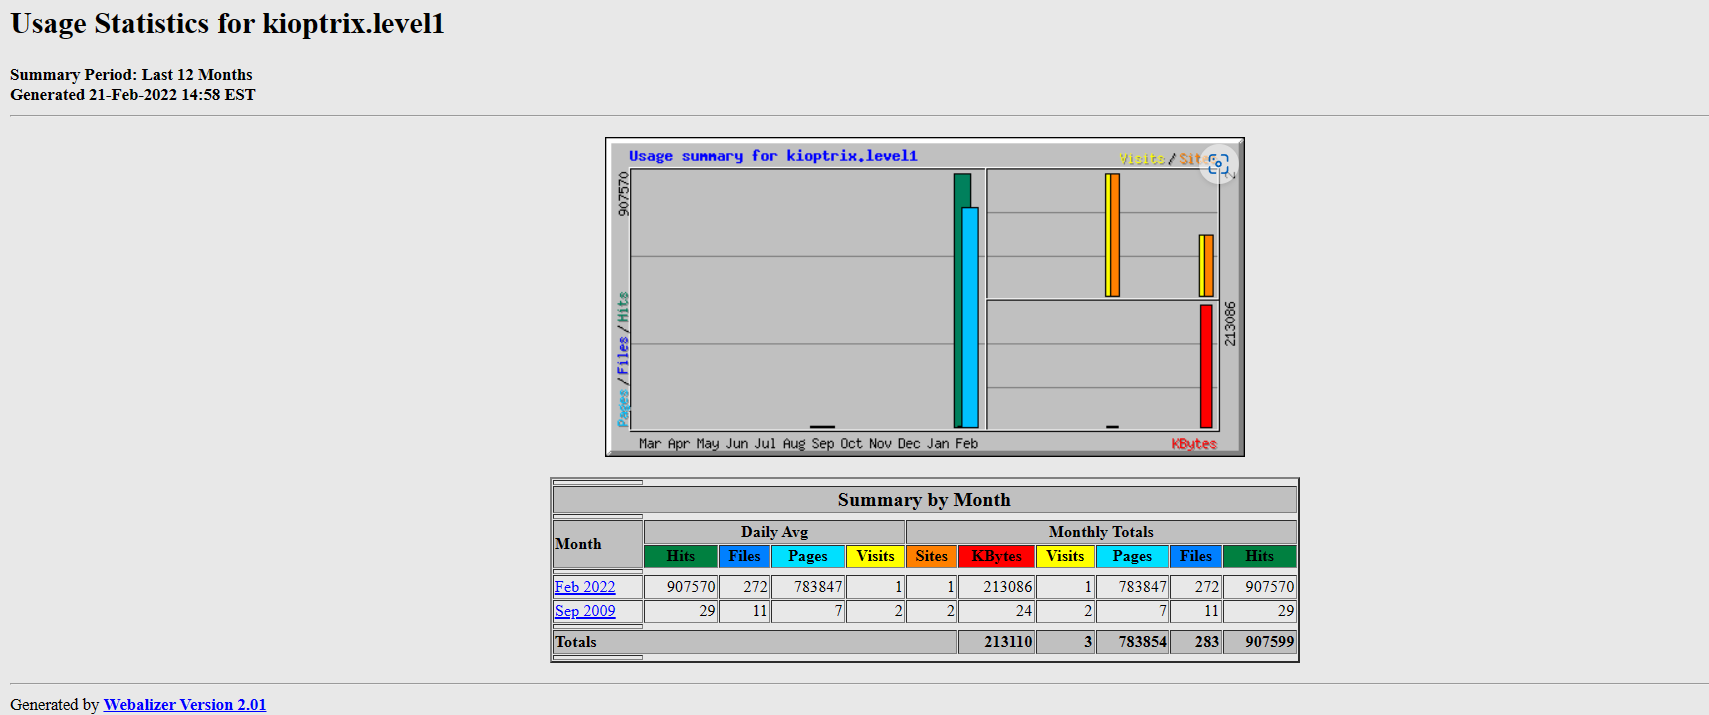 Usage Statistics for kioptrix.level1
Summary Period: Last 12 Months
Generated 21-Feb-2022 14:58 EST
Usage summary for kioptrix.level1
Visits /
907570
2
Pages / Files / Hits
213086
Mar Apr May Jun Jul Aug Sep Oct Nov Dec Jan Feb
KBytes
Summary by Month
Month Daily Avg Monthly Totals
Hits Files Pages Visits Sites KBytes Visits Pages Files Hits
Feb 2022 907570 272 783847 1 1 213086 1 783847 272 907570
Sep 2009 29 11 7 2 2 24 2 7 11 29
Totals 213110 3 783854 283 907599
Generated by Webalizer Version 2.01